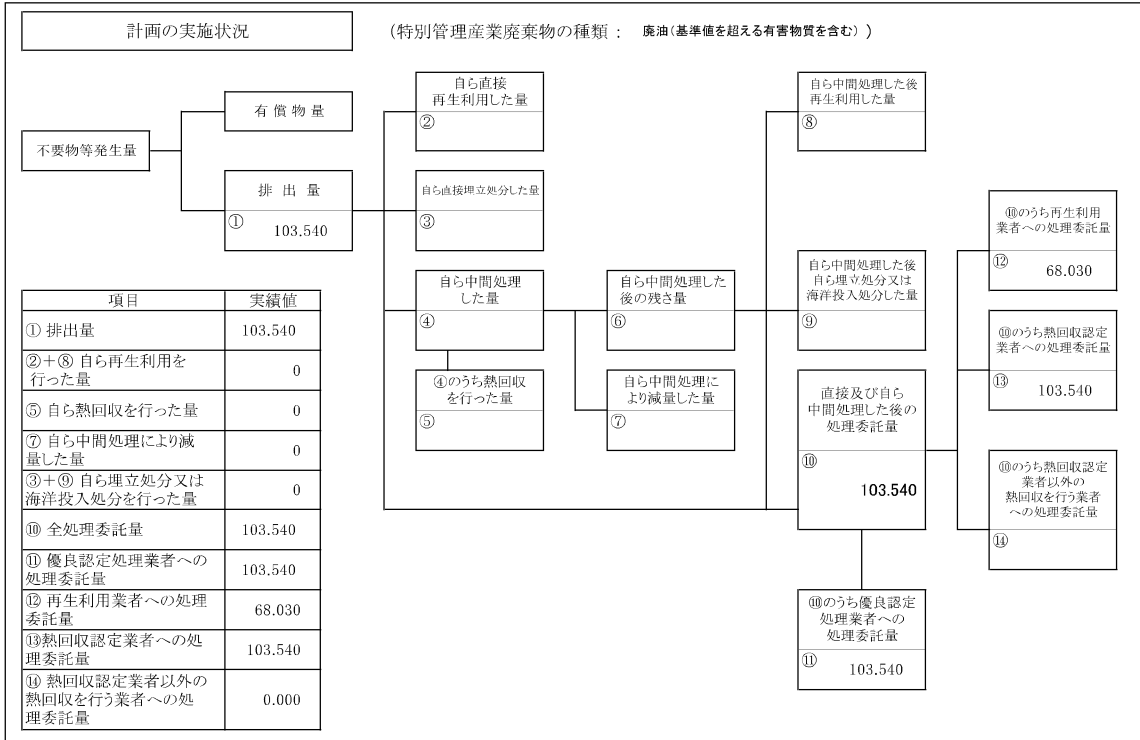 計画の実施状況
(特別管理産業廃棄物の種類： 廃油(基準値を超える有害物質を含む) )
不要物等発生量
有償物量
排出量
①
103.540
自ら直接
再生利用した量
②
自ら直接埋立処分した量
③
自ら中間処理
した量
④
④のうち熱回収
を行った量
⑤
自ら中間処理した
後の残さ量
⑥
自ら中間処理に
より減量した量
⑦
自ら中間処理した後
再生利用した量
⑧
自ら中間処理した後
自ら埋立処分又は
海洋投入処分した量
⑨
直接及び自ら
中間処理した後の
処理委託量
⑩
103.540
⑩のうち優良認定
処理業者への
処理委託量
⑪
103.540
⑩のうち再生利用
業者への処理委託量
⑫
68.030
⑩のうち熱回収認定
業者への処理委託量
⑬
103.540
⑩のうち熱回収認定
業者以外の
熱回収を行う業者
への処理委託量
⑭
項目 実績値
① 排出量 103.540
②＋⑧ 自ら再生利用を
行った量 0
⑤ 自ら熱回収を行った量 0
⑦ 自ら中間処理により減
量した量 0
③＋⑨ 自ら埋立処分又は
海洋投入処分を行った量 0
⑩ 全処理委託量 103.540
⑪ 優良認定処理業者への
処理委託量 103.540
⑫ 再生利用業者への処理
委託量 68.030
⑬熱回収認定業者への処
理委託量 103.540
⑭ 熱回収認定業者以外の
熱回収を行う業者への処
理委託量 0.000